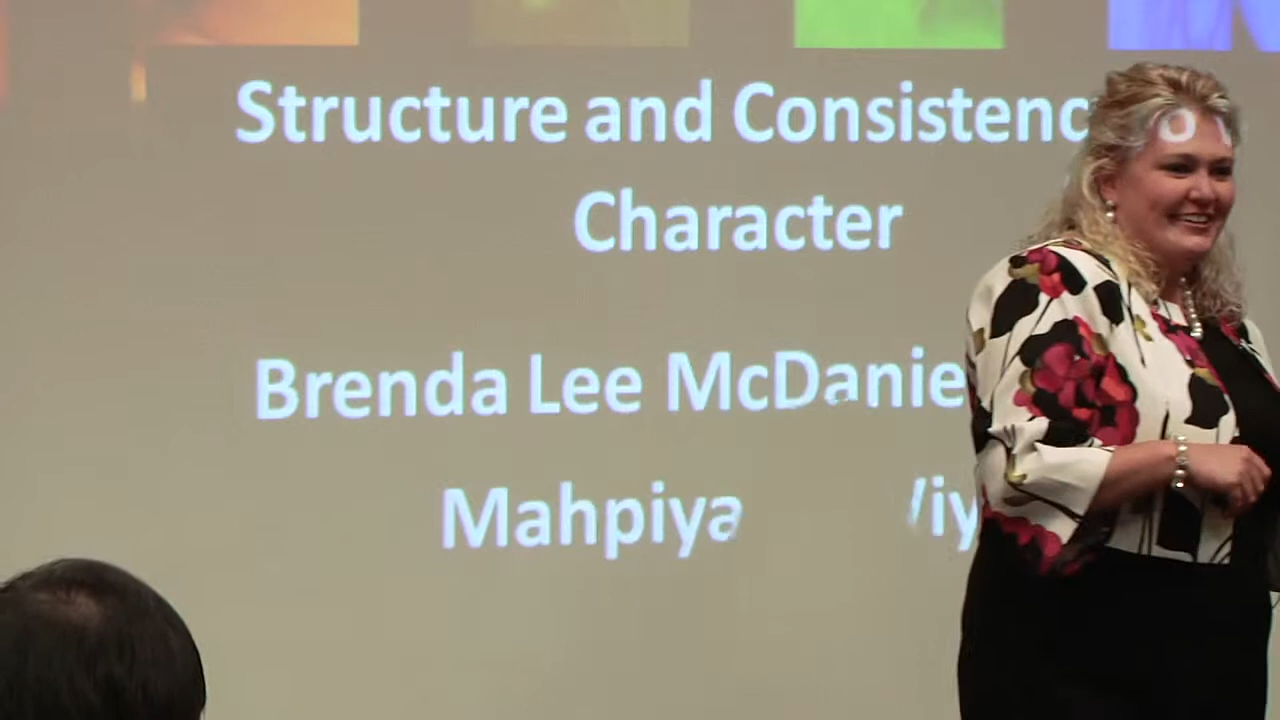 Structure and Consistenc
Character
Brenda Lee McDanie
Mahpiya